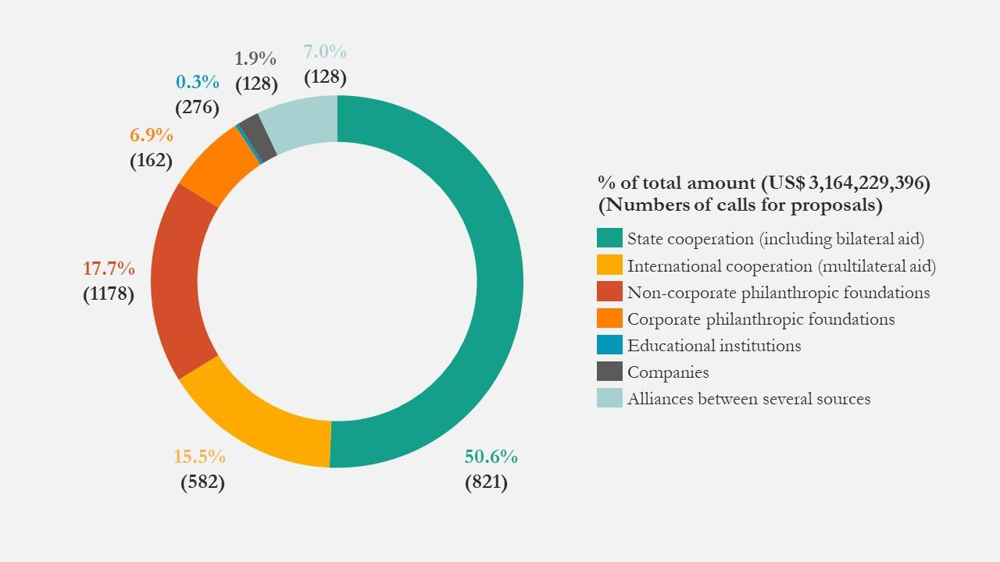 7.0%
(128)
1.9%
(128)
0.3%
(276)
6.9%
(162)
17.7%
(1178)
15.5%
(582)
50.6%
(821)
% of total amount (US$ 3,164,229,396)
(Numbers of calls for proposals)
State cooperation (including bilateral aid)
International cooperation (multilateral aid)
Non-corporate philanthropic foundations
Corporate philanthropic foundations
Educational institutions
Companies
Alliances between several sources